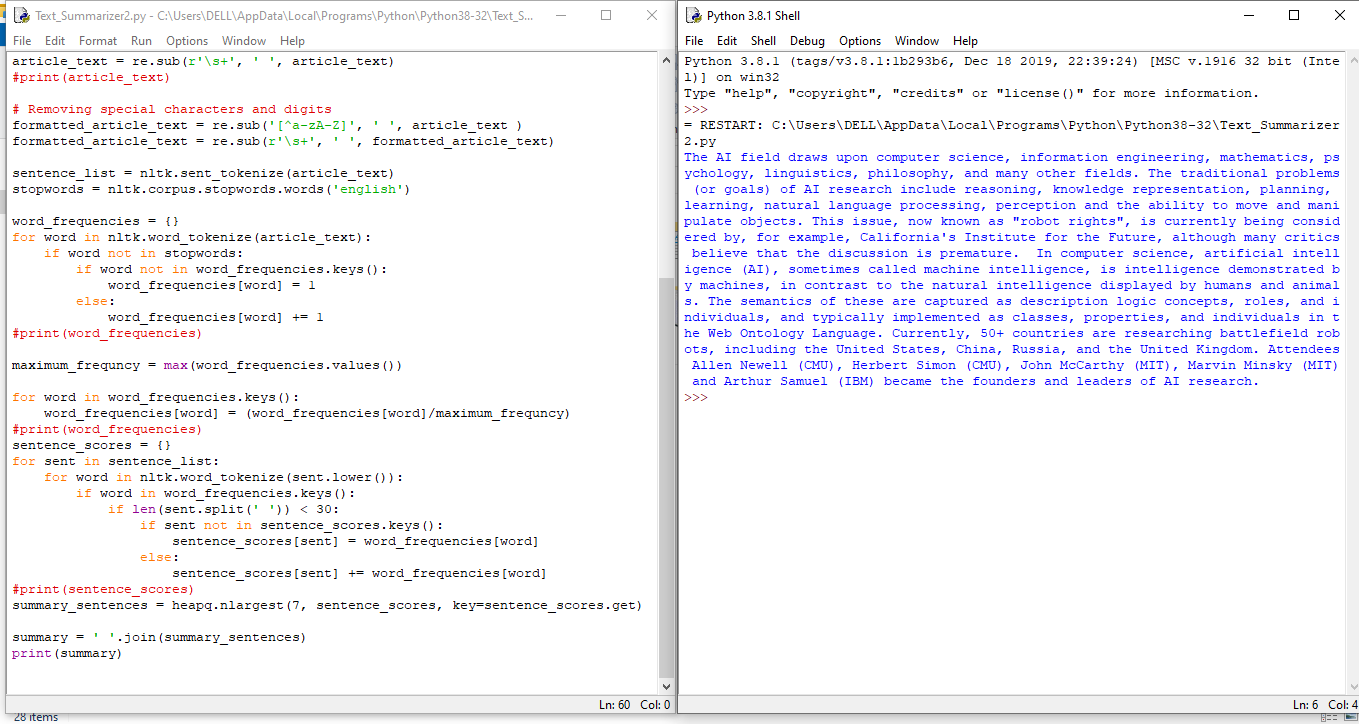 Text_Summarizer2.py - C:\Users\DELL\AppData\Local\Programs\Python\Python38-32\Text_S...
File Edit Format Run Options Window Help
article_text = re.sub(r'\s+', ' ', article_text)
#print(article_text)
# Removing special characters and digits
formatted_article_text = re.sub('[^a-zA-Z]', ' ', article_text )
formatted_article_text = re.sub(r'\s+', ' ', formatted_article_text)
sentence_list = nltk.sent_tokenize(article_text)
stopwords = nltk.corpus.stopwords.words('english')
word_frequencies = {}
for word in nltk.word_tokenize(article_text):
    if word not in stopwords:
        if word not in word_frequencies.keys():
            word_frequencies[word] = 1
        else:
            word_frequencies[word] += 1
#print(word_frequencies)
maximum_frequncy = max(word_frequencies.values())
for word in word_frequencies.keys():
    word_frequencies[word] = (word_frequencies[word]/maximum_frequncy)
#print(word_frequencies)
sentence_scores = {}
for sent in sentence_list:
    for word in nltk.word_tokenize(sent.lower()):
        if word in word_frequencies.keys():
            if len(sent.split(' ')) < 30:
                if sent not in sentence_scores.keys():
                    sentence_scores[sent] = word_frequencies[word]
                else:
                    sentence_scores[sent] += word_frequencies[word]
#print(sentence_scores)
summary_sentences = heapq.nlargest(7, sentence_scores, key=sentence_scores.get)
summary = ' '.join(summary_sentences)
print(summary)
Ln: 60 Col: 0
28 items
Python 3.8.1 Shell
File Edit Shell Debug Options Window Help
Python 3.8.1 (tags/v3.8.1:1b293b6, Dec 18 2019, 22:39:24) [MSC v.1916 32 bit (Inte
l)] on win32
Type "help", "copyright", "credits" or "license()" for more information.
>>>
= RESTART: C:\Users\DELL\AppData\Local\Programs\Python\Python38-32\Text_Summarizer
2.py
The AI field draws upon computer science, information engineering, mathematics, ps
ychology, linguistics, philosophy, and many other fields. The traditional problems
 (or goals) of AI research include reasoning, knowledge representation, planning,
learning, natural language processing, perception and the ability to move and mani
pulate objects. This issue, now known as "robot rights", is currently being consid
ered by, for example, California's Institute for the Future, although many critics
 believe that the discussion is premature.  In computer science, artificial intell
igence (AI), sometimes called machine intelligence, is intelligence demonstrated b
y machines, in contrast to the natural intelligence displayed by humans and animal
s. The semantics of these are captured as description logic concepts, roles, and i
ndividuals, and typically implemented as classes, properties, and individuals in t
he Web Ontology Language. Currently, 50+ countries are researching battlefield rob
ots, including the United States, China, Russia, and the United Kingdom. Attendees
 Allen Newell (CMU), Herbert Simon (CMU), John McCarthy (MIT), Marvin Minsky (MIT)
 and Arthur Samuel (IBM) became the founders and leaders of AI research.
>>>
Ln: 6 Col: 4